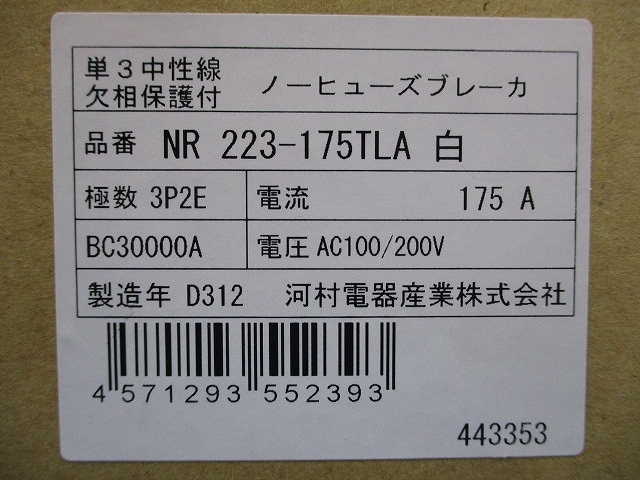 単3中性線
欠相保護付 ノーヒューズブレーカ
品番 NR 223-175TLA 白
極数 3P2E 電流 175 A
BC30000A 電圧 AC100/200V
製造年 D312 河村電器産業株式会社
4 571293 552393
443353